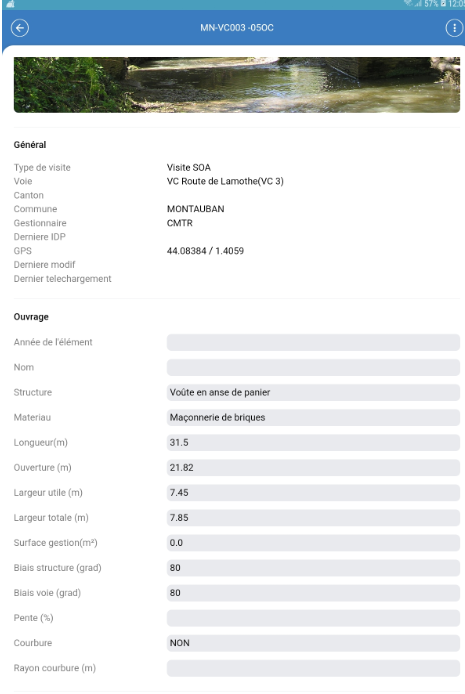 57% 12:05
MN-VC003 -05OC
Général
Type de visite Visite SOA
Voie VC Route de Lamothe(VC 3)
Canton
Commune MONTAUBAN
Gestionnaire CMTR
Derniere IDP
GPS 44.08384 / 1.4059
Derniere modif
Dernier telechargement
Ouvrage
Année de l'élément
Nom
Structure Voûte en anse de panier
Materiau Maçonnerie de briques
Longueur(m) 31.5
Ouverture (m) 21.82
Largeur utile (m) 7.45
Largeur totale (m) 7.85
Surface gestion(m²) 0.0
Biais structure (grad) 80
Biais voie (grad) 80
Pente (%)
Courbure NON
Rayon courbure (m)